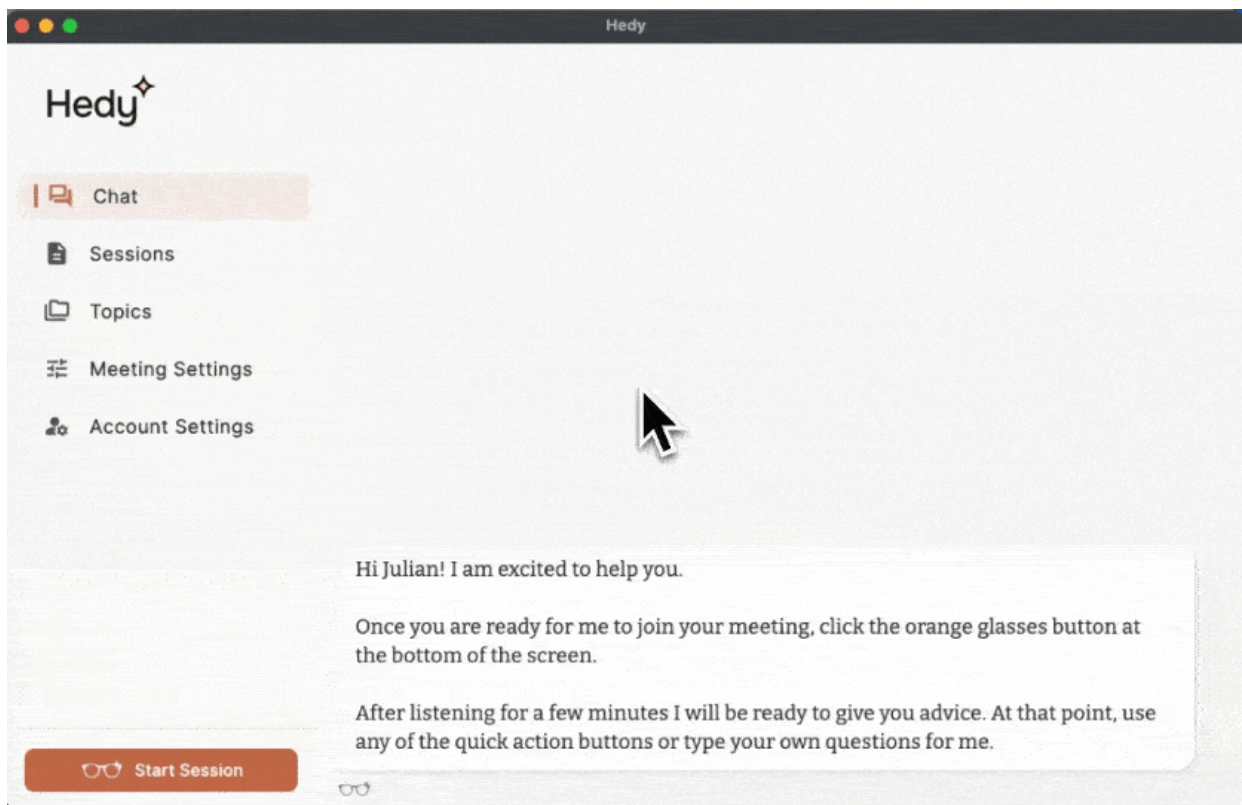 Hedy
Hedy
Chat
Sessions
Topics
Meeting Settings
Account Settings
Hi Julian! I am excited to help you.
Once you are ready for me to join your meeting, click the orange glasses button at
the bottom of the screen.
After listening for a few minutes I will be ready to give you advice. At that point, use
any of the quick action buttons or type your own questions for me.
Start Session